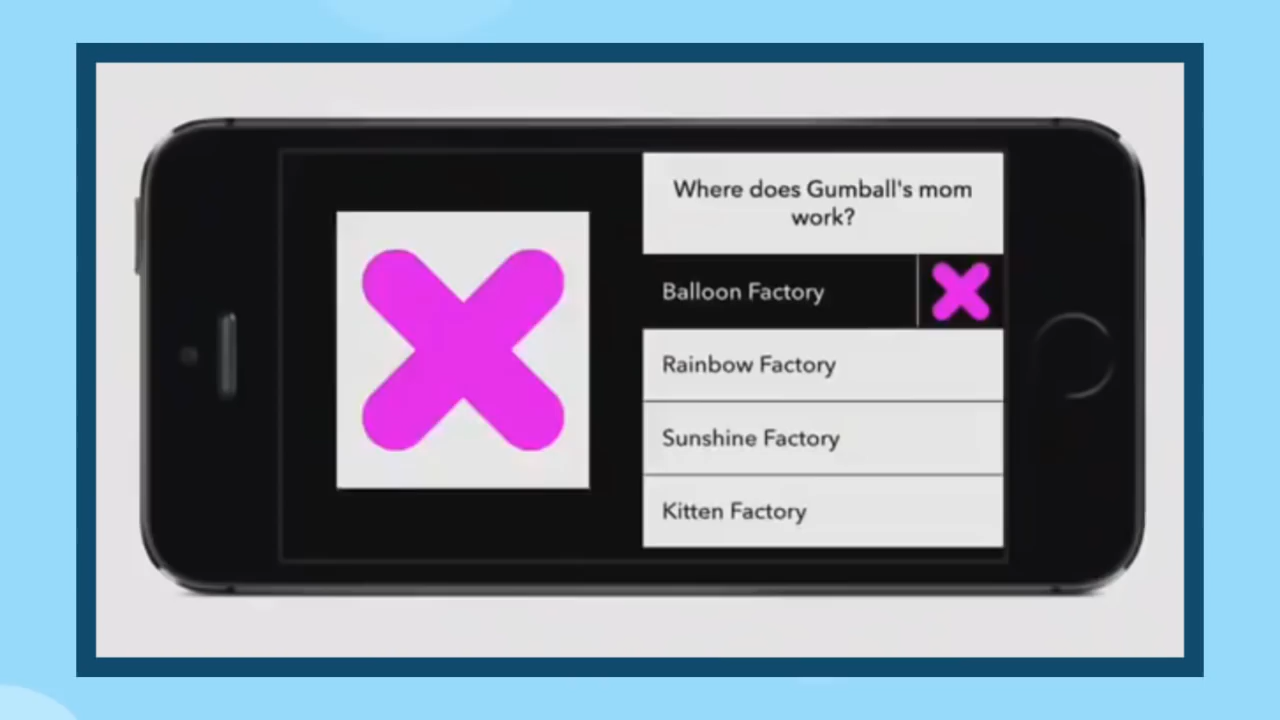 Where does Gumball's mom
work?
Balloon Factory
Rainbow Factory
Sunshine Factory
Kitten Factory